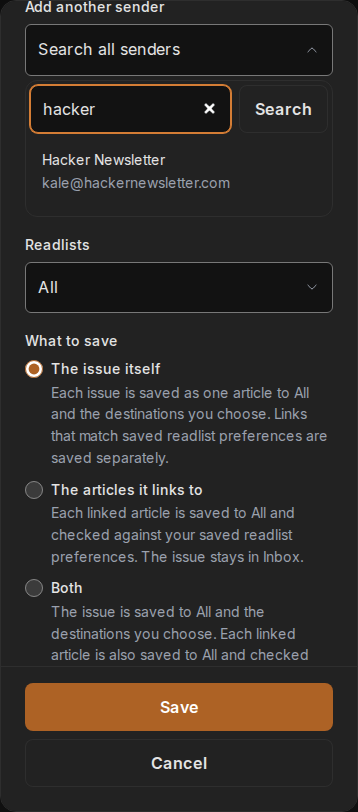 Add another sender
Search all senders
hacker
Search
Hacker Newsletter
kale@hackernewsletter.com
Readlists
All
What to save
The issue itself
Each issue is saved as one article to All
and the destinations you choose. Links
that match saved readlist preferences are
saved separately.
The articles it links to
Each linked article is saved to All and
checked against your saved readlist
preferences. The issue stays in Inbox.
Both
The issue is saved to All and the
destinations you choose. Each linked
article is also saved to All and checked
Save
Cancel